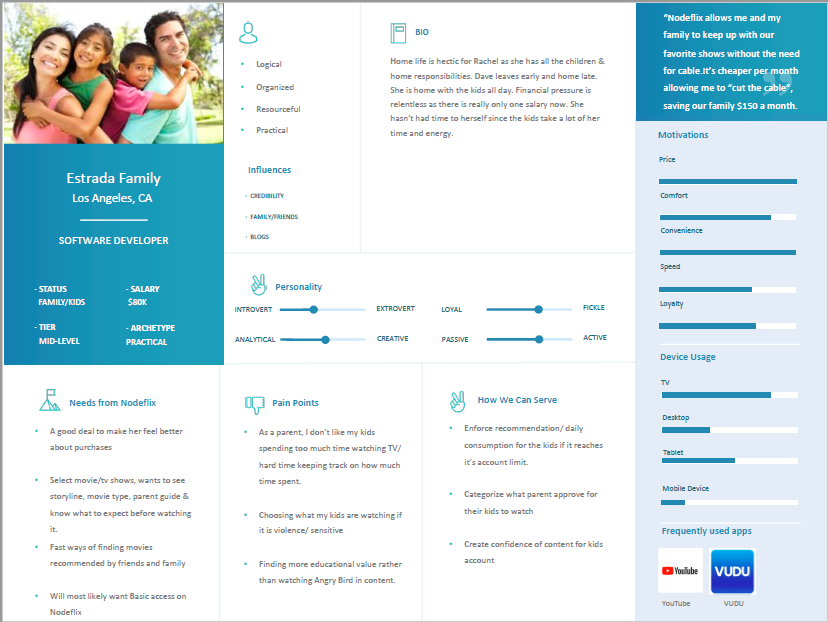 Estrada Family
Los Angeles, CA
SOFTWARE DEVELOPER
- STATUS
FAMILY/KIDS
- SALARY
$80K
- TIER
MID-LEVEL
- ARCHETYPE
PRACTICAL
• Logical
• Organized
• Resourceful
• Practical
Influences
· CREDIBILITY
· FAMILY/FRIENDS
· BLOGS
BIO
Home life is hectic for Rachel as she has all the children &
home responsibilities. Dave leaves early and home late.
She is home with the kids all day. Financial pressure is
relentless as there is really only one salary now. She
hasn't had time to herself since the kids take a lot of her
time and energy.
Personality
INTROVERT EXTROVERT
LOYAL FICKLE
ANALYTICAL CREATIVE
PASSIVE ACTIVE
Needs from Nodeflix
• A good deal to make her feel better
about purchases
• Select movie/tv shows, wants to see
storyline, movie type, parent guide &
know what to expect before watching
it.
• Fast ways of finding movies
recommended by friends and family
• Will most likely want Basic access on
Nodeflix
Pain Points
• As a parent, I don't like my kids
spending too much time watching TV/
hard time keeping track on how much
time spent.
• Choosing what my kids are watching if
it is violence/ sensitive
• Finding more educational value rather
than watching Angry Bird in content.
How We Can Serve
• Enforce recommendation/ daily
consumption for the kids if it reaches
it's account limit.
• Categorize what parent approve for
their kids to watch
• Create confidence of content for kids
account
"Nodeflix allows me and my
family to keep up with our
favorite shows without the need
for cable.It's cheaper per month
allowing me to "cut the cable",
saving our family $150 a month.
Motivations
Price
Comfort
Convenience
Speed
Loyalty
Device Usage
TV
Desktop
Tablet
Mobile Device
Frequently used apps
YouTube
VUDU
YouTube
VUDU